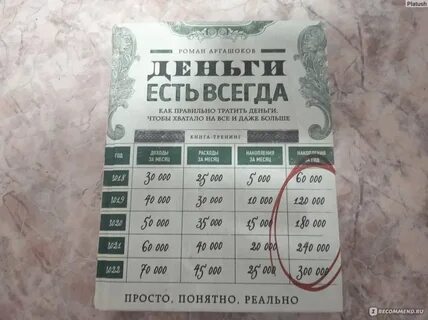 Platush
РОМАН АРГАШОКОВ
ДЕНЬГИ
ЕСТЬ ВСЕГДА
КАК ПРАВИЛЬНО ТРАТИТЬ ДЕНЬГИ,
ЧТОБЫ ХВАТАЛО НА ВСЕ И ДАЖЕ БОЛЬШЕ
КНИГА-ТРЕНИНГ
ГОД ДОХОДЫ ЗА МЕСЯЦ РАСХОДЫ ЗА МЕСЯЦ НАКОПЛЕНИЯ ЗА МЕСЯЦ НАКОПЛЕНИЯ ЗА ГОД
2018 30 000 25 000 5 000 60 000
2019 40 000 30 000 10 000 120 000
2020 50 000 35 000 15 000 180 000
2021 60 000 40 000 20 000 240 000
2022 70 000 45 000 25 000 300 000
ПРОСТО, ПОНЯТНО, РЕАЛЬНО
IRECOMMEND.RU